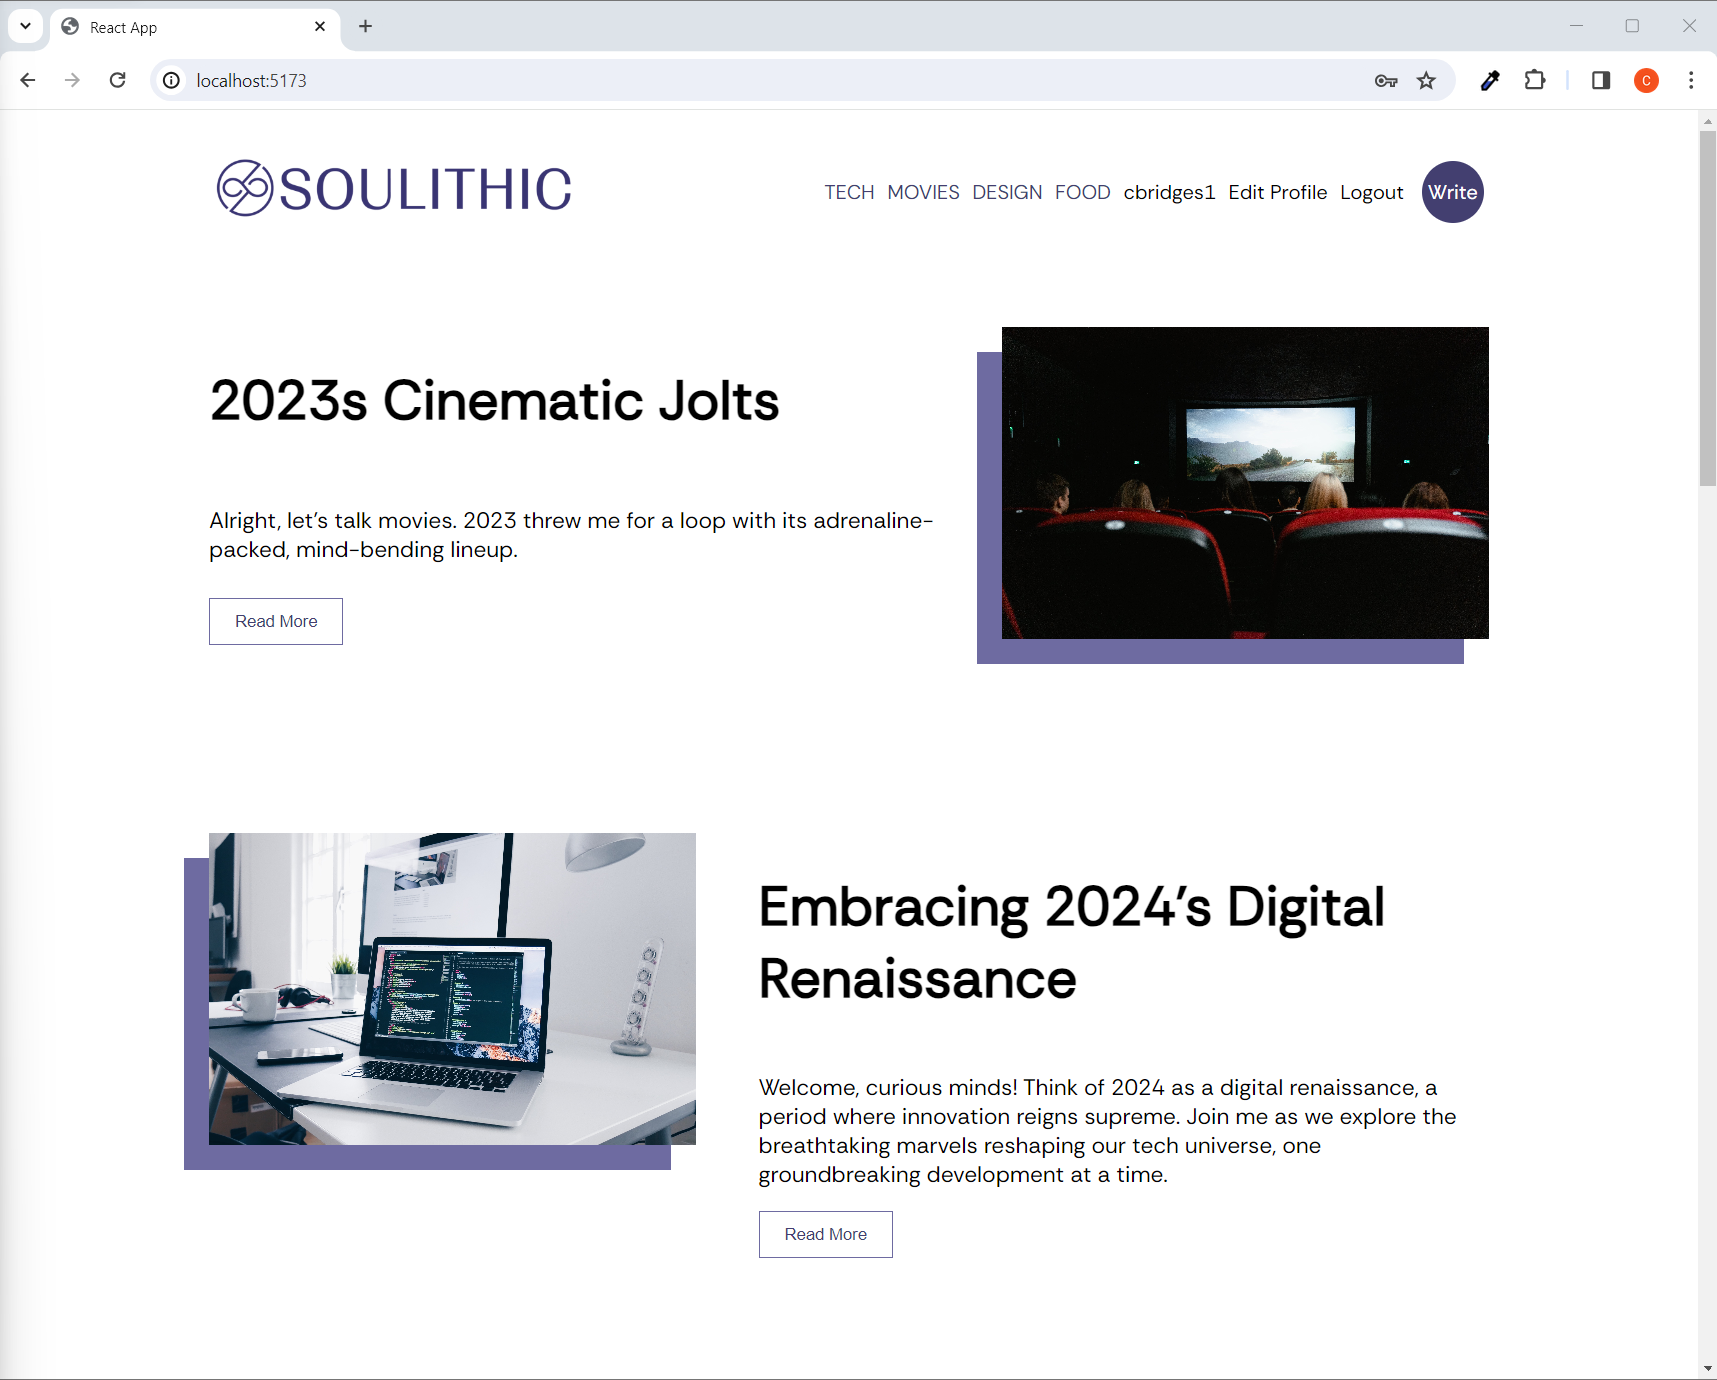 React App
localhost:5173
C
SOULITHIC
TECH MOVIES DESIGN FOOD cbridges1 Edit Profile Logout Write
2023s Cinematic Jolts
Alright, let's talk movies. 2023 threw me for a loop with its adrenaline-
packed, mind-bending lineup.
Read More
Embracing 2024's Digital
Renaissance
Welcome, curious minds! Think of 2024 as a digital renaissance, a
period where innovation reigns supreme. Join me as we explore the
breathtaking marvels reshaping our tech universe, one
groundbreaking development at a time.
Read More